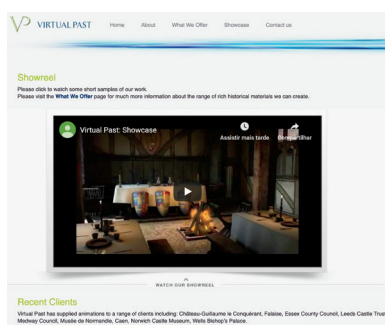 VP VIRTUAL PAST
Home About What We Offer Showcase Contact us
Showreel
Please click to watch some short samples of our work.
Please visit the What We Offer page for much more information about the range of rich historical materials we can create.
Virtual Past: Showcase
Assistir mais tarde Compartilhar
WATCH OUR SHOWREEL
Recent Clients
Virtual Past has supplied animations to a range of clients including: Château-Guillaume le Conquérant, Falaise, Essex County Council, Leeds Castle Trus
Medway Council, Musée de Normandie, Caen, Norwich Castle Museum, Wells Bishop's Palace.